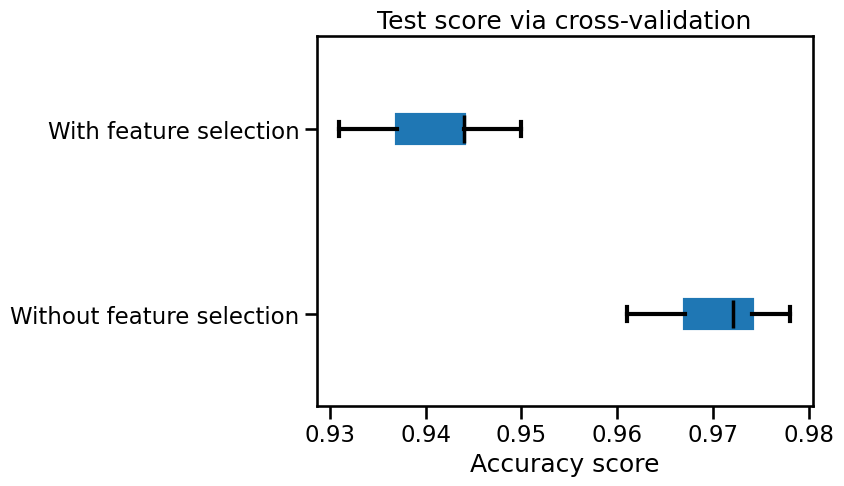 Test score via cross-validation
With feature selection
Without feature selection
0.93 0.94 0.95 0.96 0.97 0.98
Accuracy score